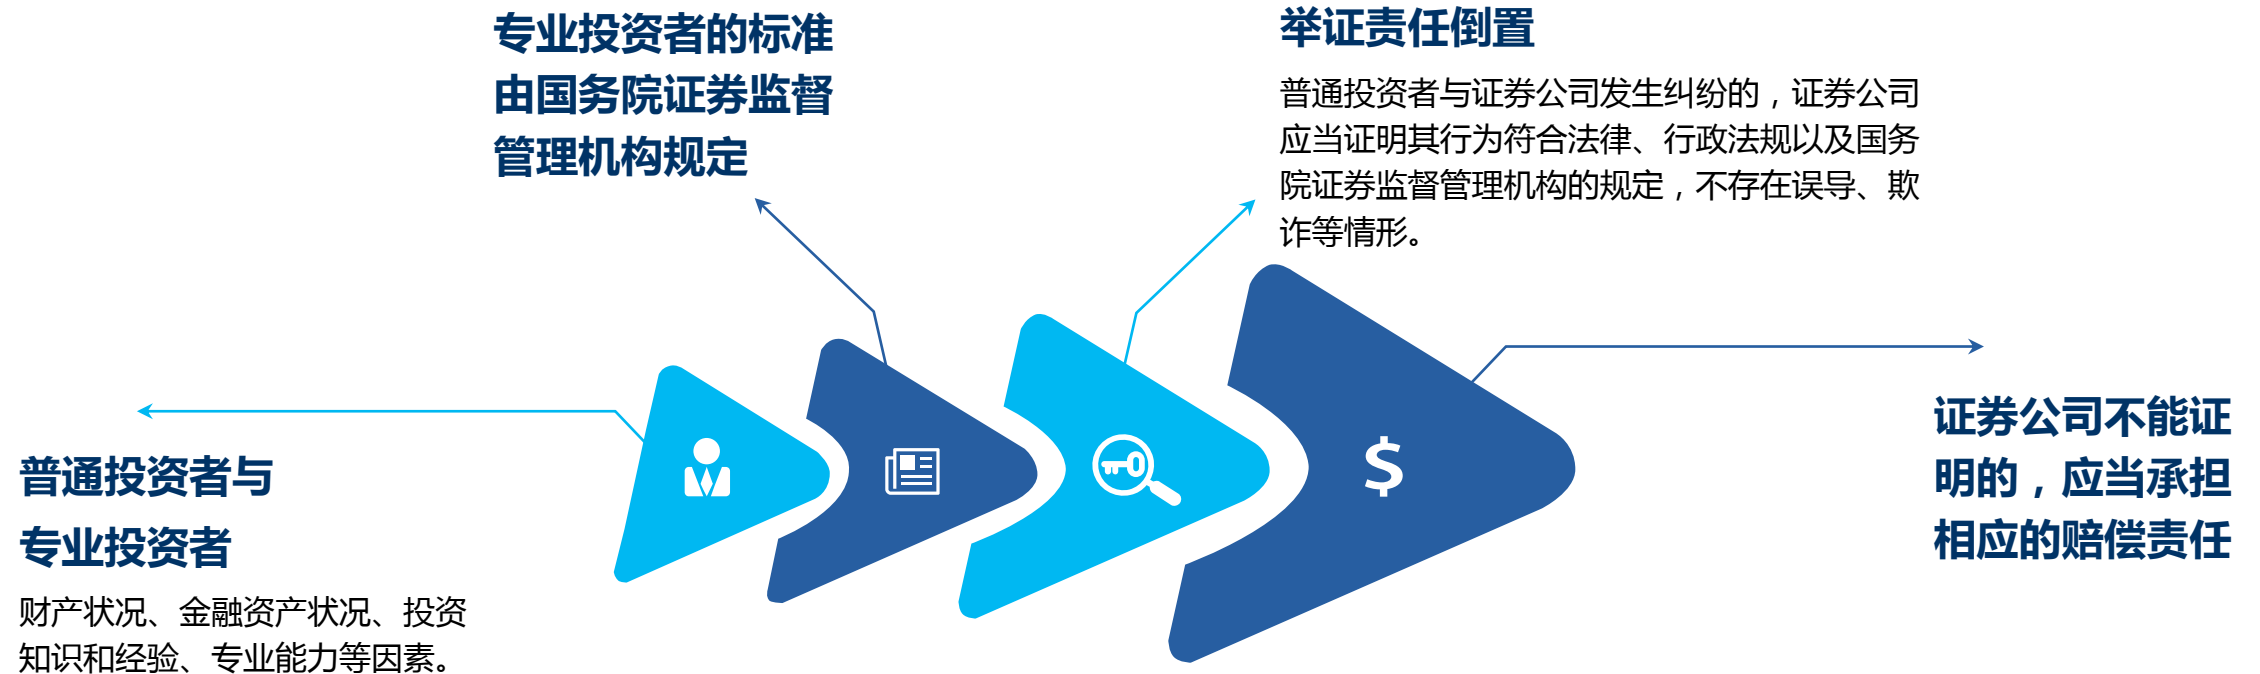 普通投资者与
专业投资者
财产状况、金融资产状况、投资
知识和经验、专业能力等因素。
专业投资者的标准
由国务院证券监督
管理机构规定
举证责任倒置
普通投资者与证券公司发生纠纷的，证券公司
应当证明其行为符合法律、行政法规以及国务
院证券监督管理机构的规定，不存在误导、欺
诈等情形。
证券公司不能证
明的，应当承担
相应的赔偿责任